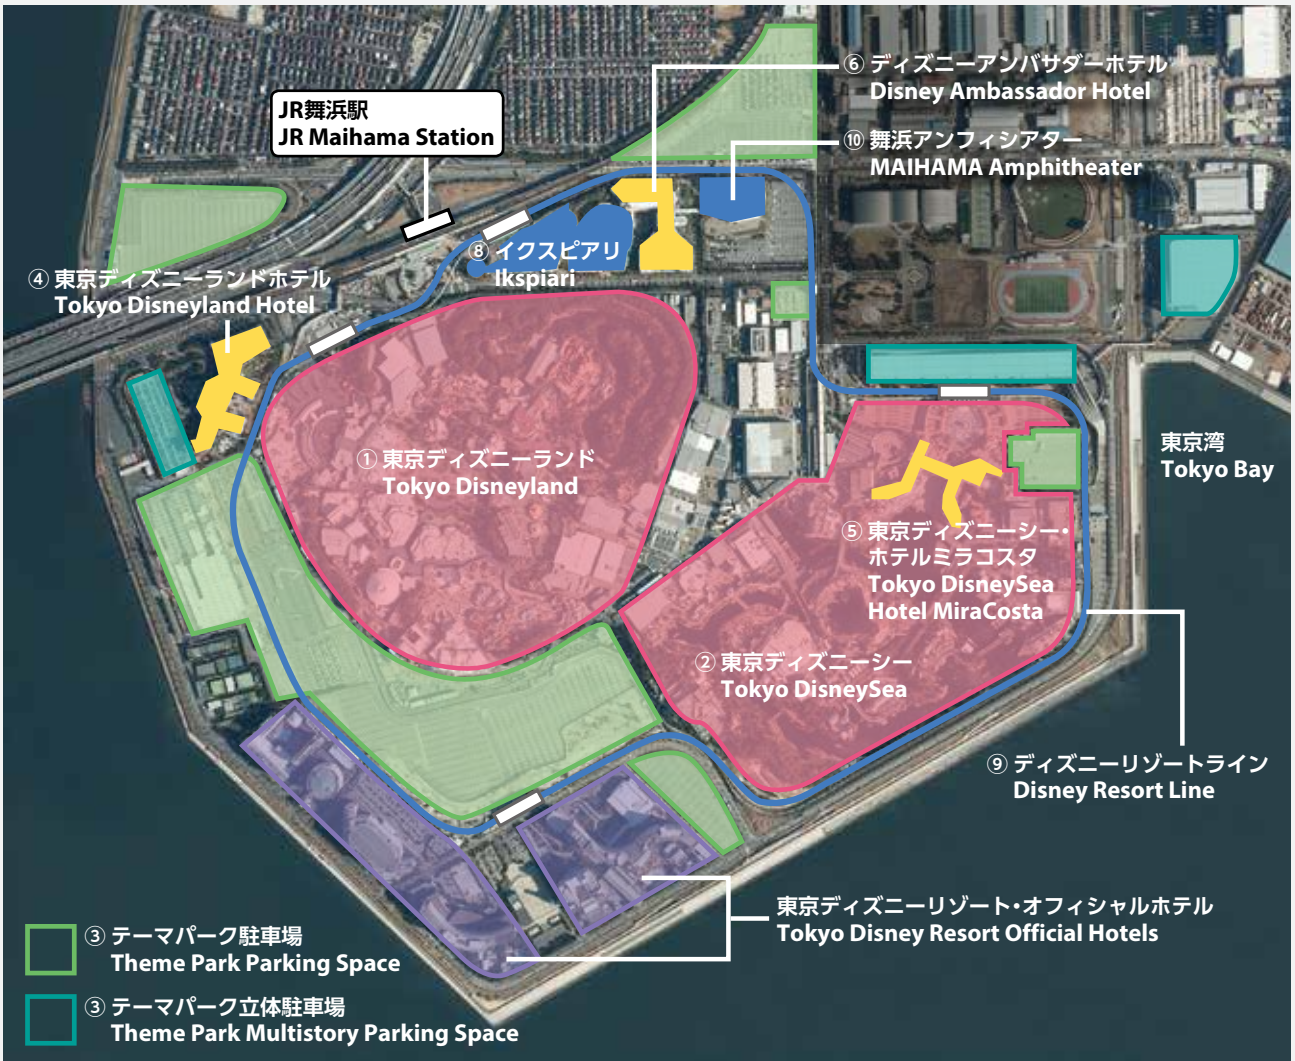 ⑥ ディズニーアンバサダーホテル
Disney Ambassador Hotel
JR舞浜駅
JR Maihama Station
⑩ 舞浜アンフィシアター
MAIHAMA Amphitheater
⑧ イクスピアリ
Ikspiari
④ 東京ディズニーランドホテル
Tokyo Disneyland Hotel
① 東京ディズニーランド
Tokyo Disneyland
東京湾
Tokyo Bay
⑤ 東京ディズニーシー・
ホテルミラコスタ
Tokyo DisneySea
Hotel MiraCosta
② 東京ディズニーシー
Tokyo DisneySea
⑨ ディズニーリゾートライン
Disney Resort Line
東京ディズニーリゾート・オフィシャルホテル
Tokyo Disney Resort Official Hotels
③ テーマパーク駐車場
Theme Park Parking Space
③ テーマパーク立体駐車場
Theme Park Multistory Parking Space